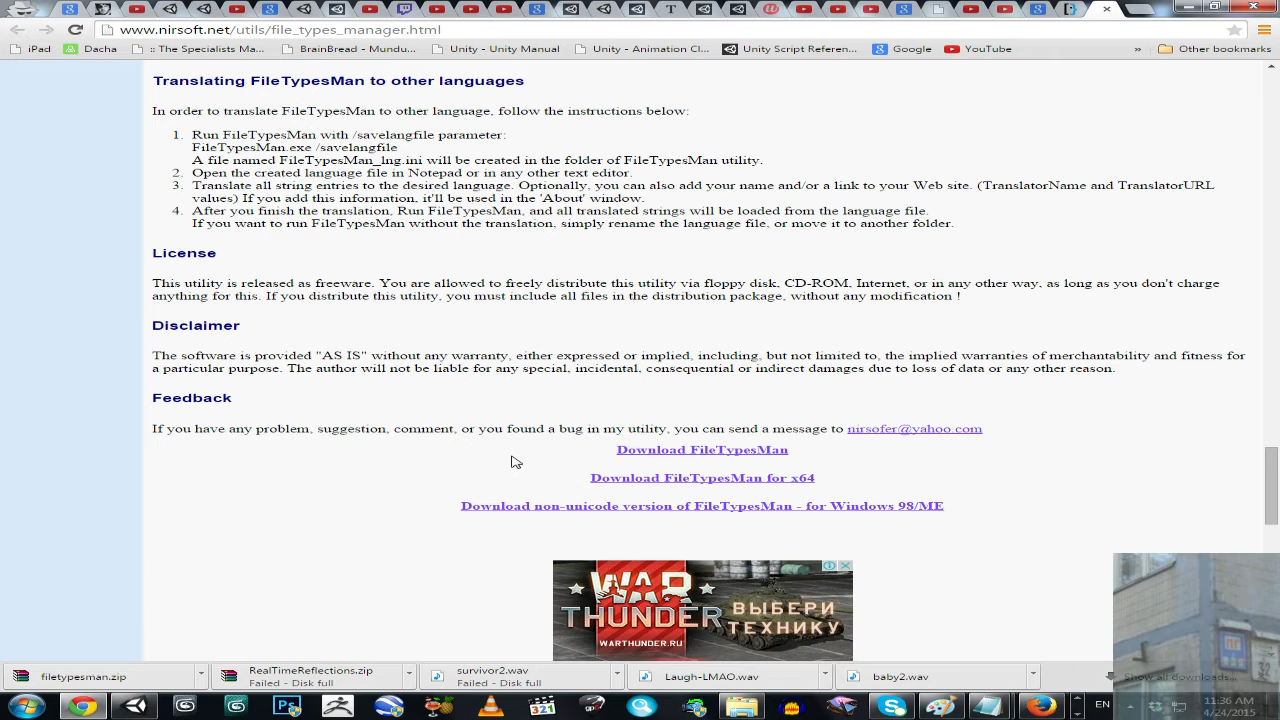 www.nirsoft.net/utils/file_types_manager.html
iPad
Dacha
:: The Specialists Ma...
BrainBread - Mundu...
Unity - Unity Manual
Unity - Animation Cl...
Unity Script Referen...
Google
YouTube
»
Other bookmarks
Translating FileTypesMan to other languages
In order to translate FileTypesMan to other language, follow the instructions below:
1. Run FileTypesMan with /savelangfile parameter:
FileTypesMan.exe /savelangfile
A file named FileTypesMan_lng.ini will be created in the folder of FileTypesMan utility.
2. Open the created language file in Notepad or in any other text editor.
3. Translate all string entries to the desired language. Optionally, you can also add your name and/or a link to your Web site. (TranslatorName and TranslatorURL
values) If you add this information, it'll be used in the 'About' window.
4. After you finish the translation, Run FileTypesMan, and all translated strings will be loaded from the language file.
If you want to run FileTypesMan without the translation, simply rename the language file, or move it to another folder.
License
This utility is released as freeware. You are allowed to freely distribute this utility via floppy disk, CD-ROM, Internet, or in any other way, as long as you don't charge
anything for this. If you distribute this utility, you must include all files in the distribution package, without any modification !
Disclaimer
The software is provided "AS IS" without any warranty, either expressed or implied, including, but not limited to, the implied warranties of merchantability and fitness for
a particular purpose. The author will not be liable for any special, incidental, consequential or indirect damages due to loss of data or any other reason.
Feedback
If you have any problem, suggestion, comment, or you found a bug in my utility, you can send a message to nirsofer@yahoo.com
Download FileTypesMan
Download FileTypesMan for x64
Download non-unicode version of FileTypesMan - for Windows 98/ME
WAR
THUNDER
WARTHUNDER.RU
ВЫБЕРИ
ТЕХНИКУ
filetypesman.zip
RealTimeReflections.zip
Failed - Disk full
survivor2.wav
Failed - Disk full
Laugh-LMAO.wav
baby2.wav
Show all downloads...
321
EN
11:36 AM
4/24/2015